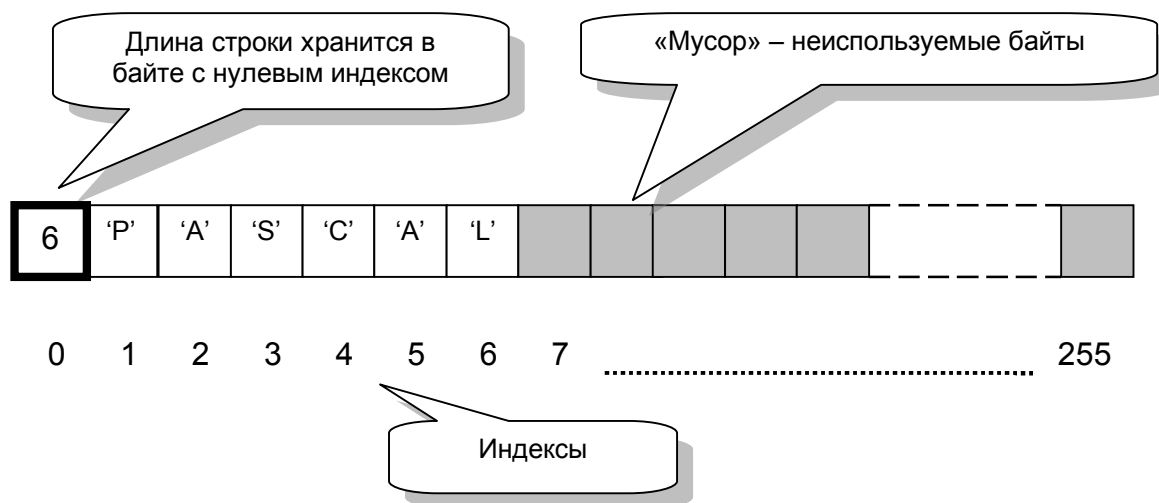 Длина строки хранится в
байте с нулевым индексом
«Мусор» – неиспользуемые байты
6 ‘P’ ‘A’ ‘S’ ‘C’ ‘A’ ‘L’
0 1 2 3 4 5 6 7 ........................................ 255
Индексы